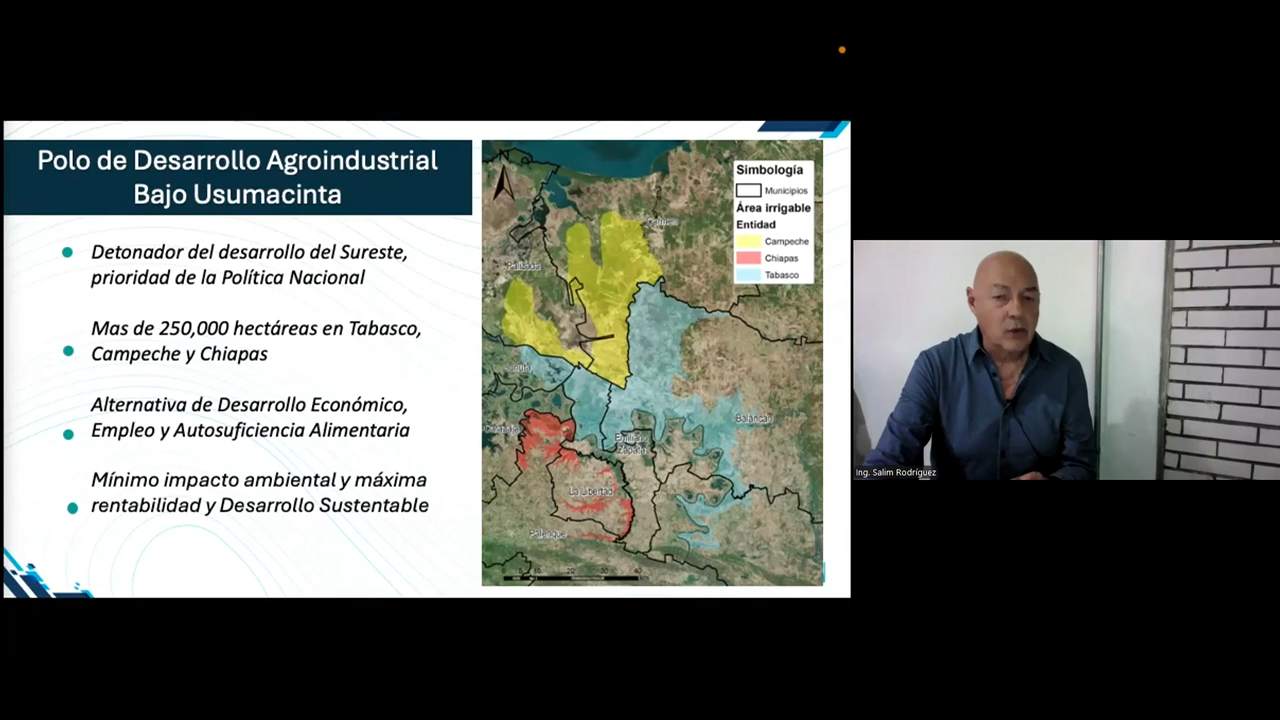 Polo de Desarrollo Agroindustrial
Bajo Usumacinta
Detonador del desarrollo del Sureste,
prioridad de la Política Nacional
Mas de 250,000 hectáreas en Tabasco,
Campeche y Chiapas
Alternativa de Desarrollo Económico,
Empleo y Autosuficiencia Alimentaria
Mínimo impacto ambiental y máxima
rentabilidad y Desarrollo Sustentable
Simbología
Municipios
Área irrigable
Entidad
Campeche
Chiapas
Tabasco
Carmen
Palizada
Jonuta
Balancán
Emiliano
Zapata
La Libertad
Palenque
Ing. Salim Rodríguez